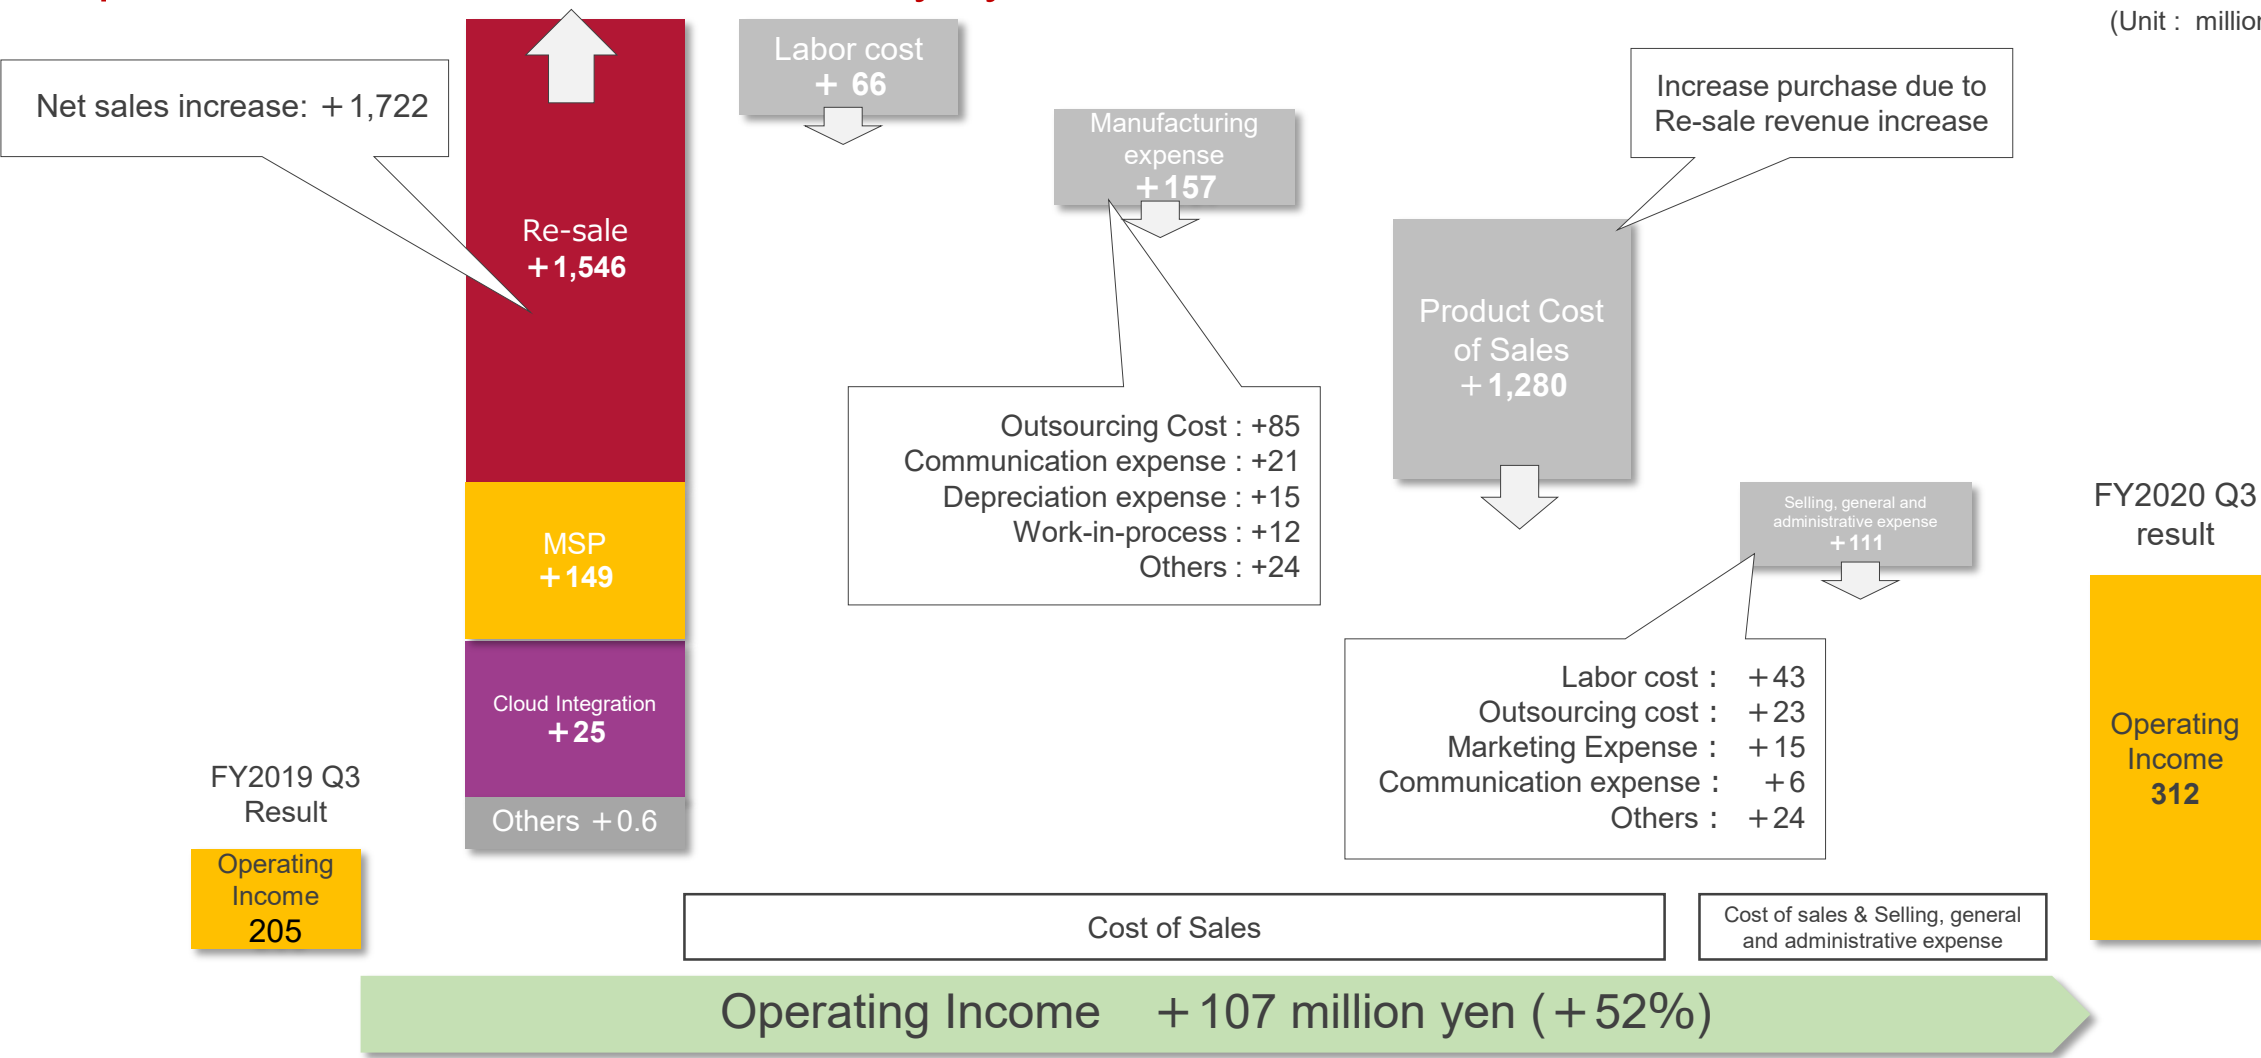 (Unit : million
Net sales increase: +1,722
Re-sale
+1,546
MSP
+149
Cloud Integration
+25
Others +0.6
Labor cost
+ 66
Manufacturing
expense
+157
Outsourcing Cost : +85
Communication expense : +21
Depreciation expense : +15
Work-in-process : +12
Others : +24
Increase purchase due to
Re-sale revenue increase
Product Cost
of Sales
+1,280
Selling, general and
administrative expense
+111
Labor cost : +43
Outsourcing cost : +23
Marketing Expense : +15
Communication expense : +6
Others : +24
FY2019 Q3
Result
Operating
Income
205
FY2020 Q3
result
Operating
Income
312
Cost of Sales
Cost of sales & Selling, general
and administrative expense
Operating Income +107 million yen (+52%)